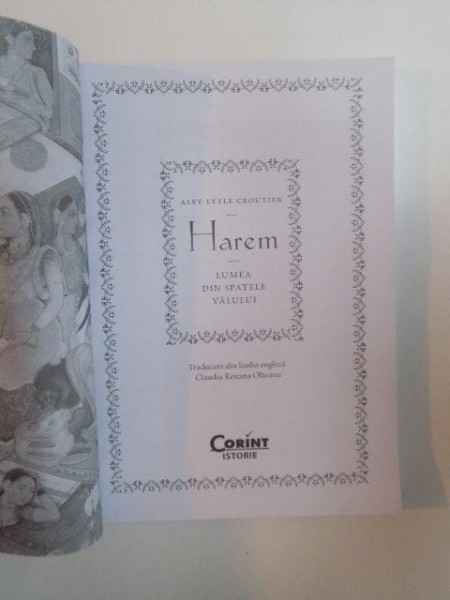 ALEV LYTLE CROUTIER
Harem
LUMEA
DIN SPATELE
VĂLULUI
Traducere din limba engleză
Claudia Roxana Olteanu
CORINT
ISTORIE